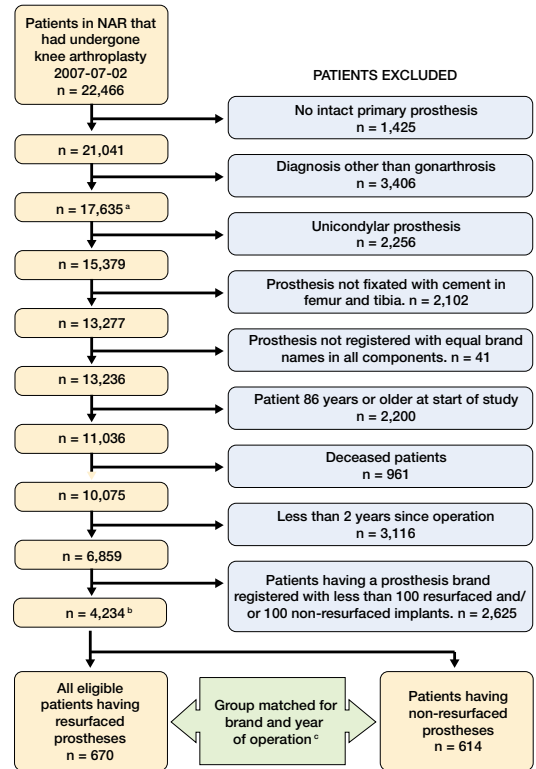 Patients in NAR that
had undergone
knee arthroplasty
2007-07-02
n = 22,466
PATIENTS EXCLUDED
No intact primary prosthesis
n = 1,425
n = 21,041
Diagnosis other than gonarthrosis
n = 3,406
n = 17,635 a
Unicondylar prosthesis
n = 2,256
n = 15,379
Prosthesis not fixated with cement in
femur and tibia. n = 2,102
n = 13,277
Prosthesis not registered with equal brand
names in all components. n = 41
n = 13,236
Patient 86 years or older at start of study
n = 2,200
n = 11,036
Deceased patients
n = 961
n = 10,075
Less than 2 years since operation
n = 3,116
n = 6,859
Patients having a prosthesis brand
registered with less than 100 resurfaced and/
or 100 non-resurfaced implants. n = 2,625
n = 4,234 b
All eligible
patients having
resurfaced
prostheses
n = 670
Group matched for
brand and year
of operation c
Patients having
non-resurfaced
prostheses
n = 614